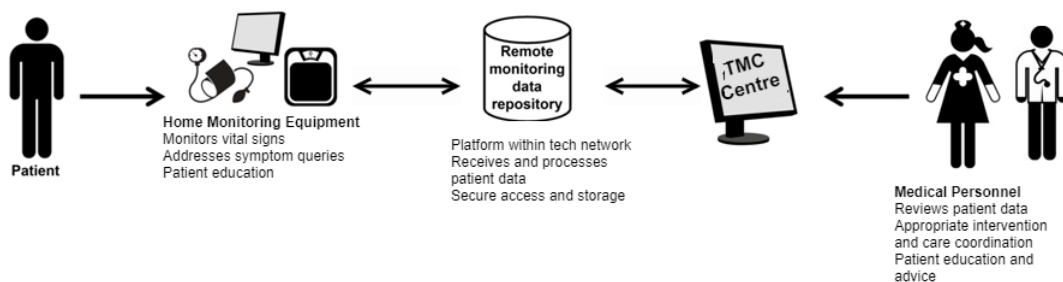 Patient
Home Monitoring Equipment
Monitors vital signs
Addresses symptom queries
Patient education
Remote
monitoring
data
repository
Platform within tech network
Receives and processes
patient data
Secure access and storage
,TMC
Centre.
Medical Personnel
Reviews patient data
Appropriate intervention
and care coordination
Patient education and
advice